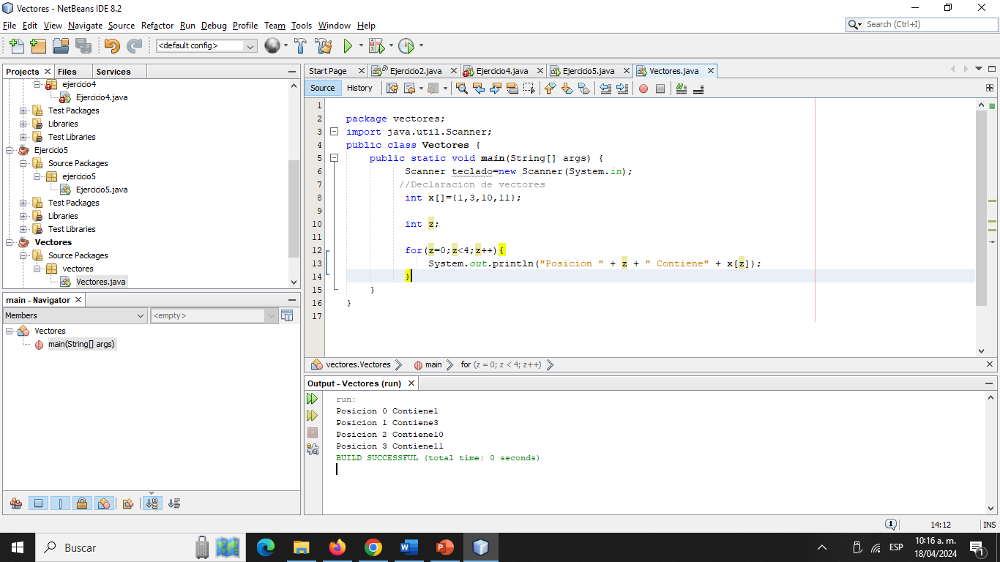 Vectores - NetBeans IDE 8.2
File Edit View Navigate Source Refactor Run Debug Profile Team Tools Window Help
Search (Ctrl+I)
<default config>
Projects Files Services
ejercicio4
Ejercicio4.java
Test Packages
Libraries
Test Libraries
Ejercicio5
Source Packages
ejercicio5
Ejercicio5.java
Test Packages
Libraries
Test Libraries
Vectores
Source Packages
vectores
Vectores.java
main - Navigator
Members <empty>
Vectores
main(String[] args)
Start Page Ejercicio2.java Ejercicio4.java Ejercicio5.java Vectores.java
Source History
1
2 package vectores;
3 import java.util.Scanner;
4 public class Vectores {
5 public static void main(String[] args) {
6 Scanner teclado=new Scanner(System.in);
7 //Declaracion de vectores
8 int x[]={1,3,10,11};
9
10 int z;
11
12 for(z=0;z<4;z++){
13 System.out.println("Posicion " + z + " Contiene" + x[z]);
14 }
15 }
16 }
17
vectores.Vectores main for (z = 0; z < 4; z++)
Output - Vectores (run)
run:
Posicion 0 Contiene1
Posicion 1 Contiene3
Posicion 2 Contiene10
Posicion 3 Contiene11
BUILD SUCCESSFUL (total time: 0 seconds)
1 14:12 INS
Buscar
ESP
10:16 a. m.
18/04/2024
1